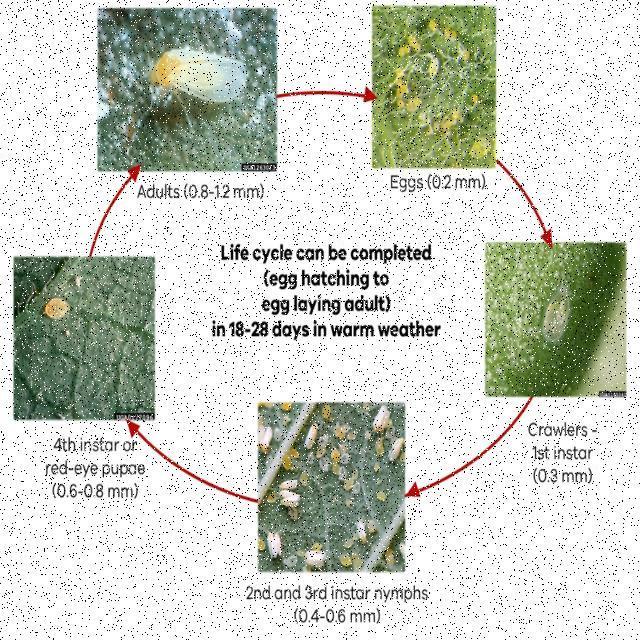 Adults (0.8-1.2 mm)
Eggs (0.2 mm)
Life cycle can be completed
(egg hatching to
egg laying adult)
in 18-28 days in warm weather
Crawlers -
1st instar
(0.3 mm)
4th instar or
red-eye pupae
(0.6-0.8 mm)
2nd and 3rd instar nymphs
(0.4-0.6 mm)